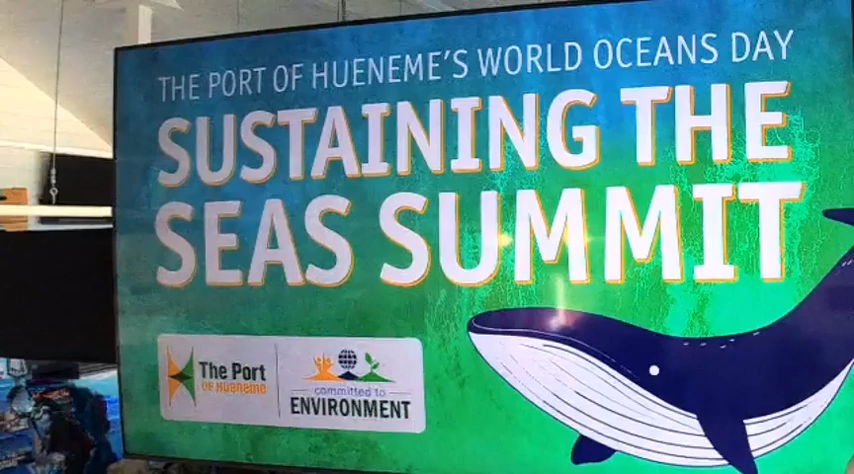 THE PORT OF HUENEME'S WORLD OCEANS DAY
SUSTAINING THE
SEAS SUMMIT
The Port
OF HUENEME
committed to
ENVIRONMENT